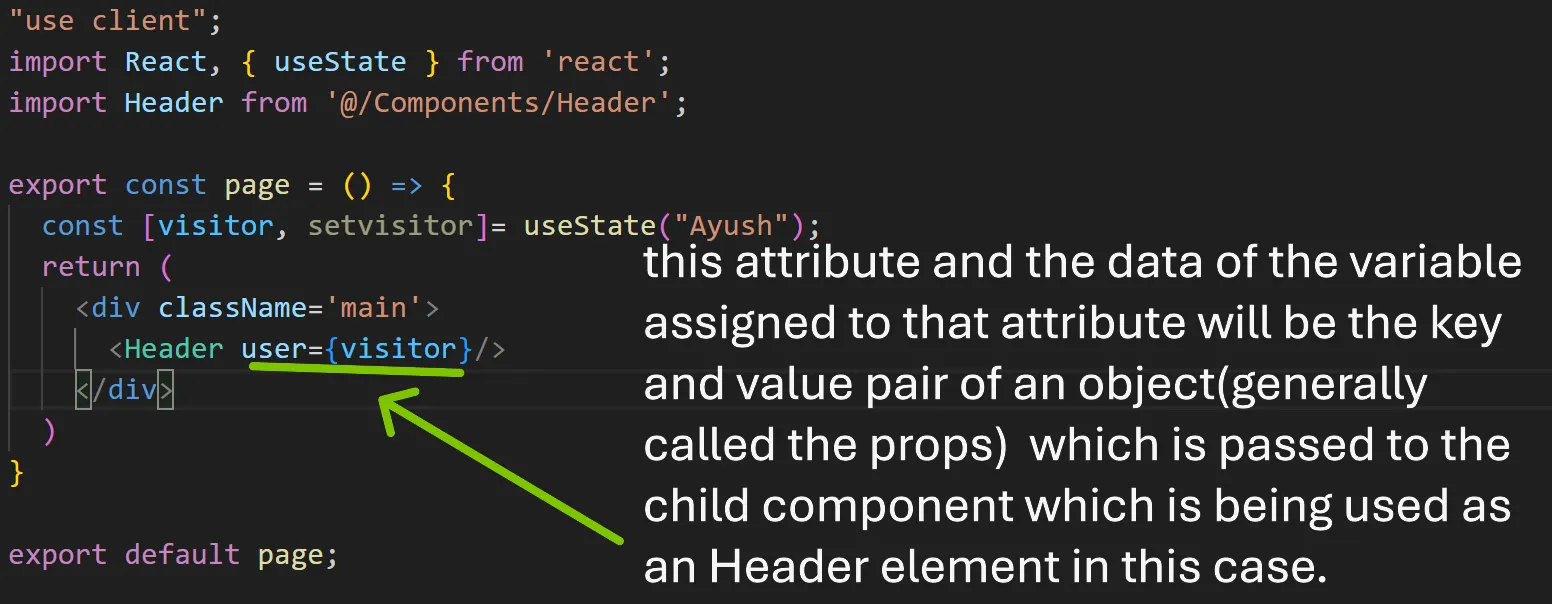 "use client";
import React, { useState } from 'react';
import Header from '@/Components/Header';
export const page = () => {
const [visitor, setvisitor]= useState("Ayush");
return (
<div className='main'>
<Header user={visitor}/>
</div>
)
}
export default page;
this attribute and the data of the variable
assigned to that attribute will be the key
and value pair of an object(generally
called the props)  which is passed to the
child component which is being used as
an Header element in this case.